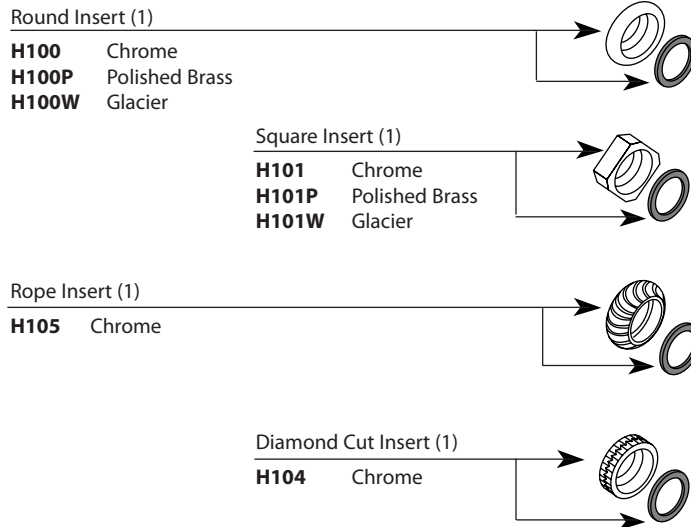 Round Insert (1)
H100 Chrome
H100P Polished Brass
H100W Glacier
Square Insert (1)
H101 Chrome
H101P Polished Brass
H101W Glacier
Rope Insert (1)
H105 Chrome
Diamond Cut Insert (1)
H104 Chrome